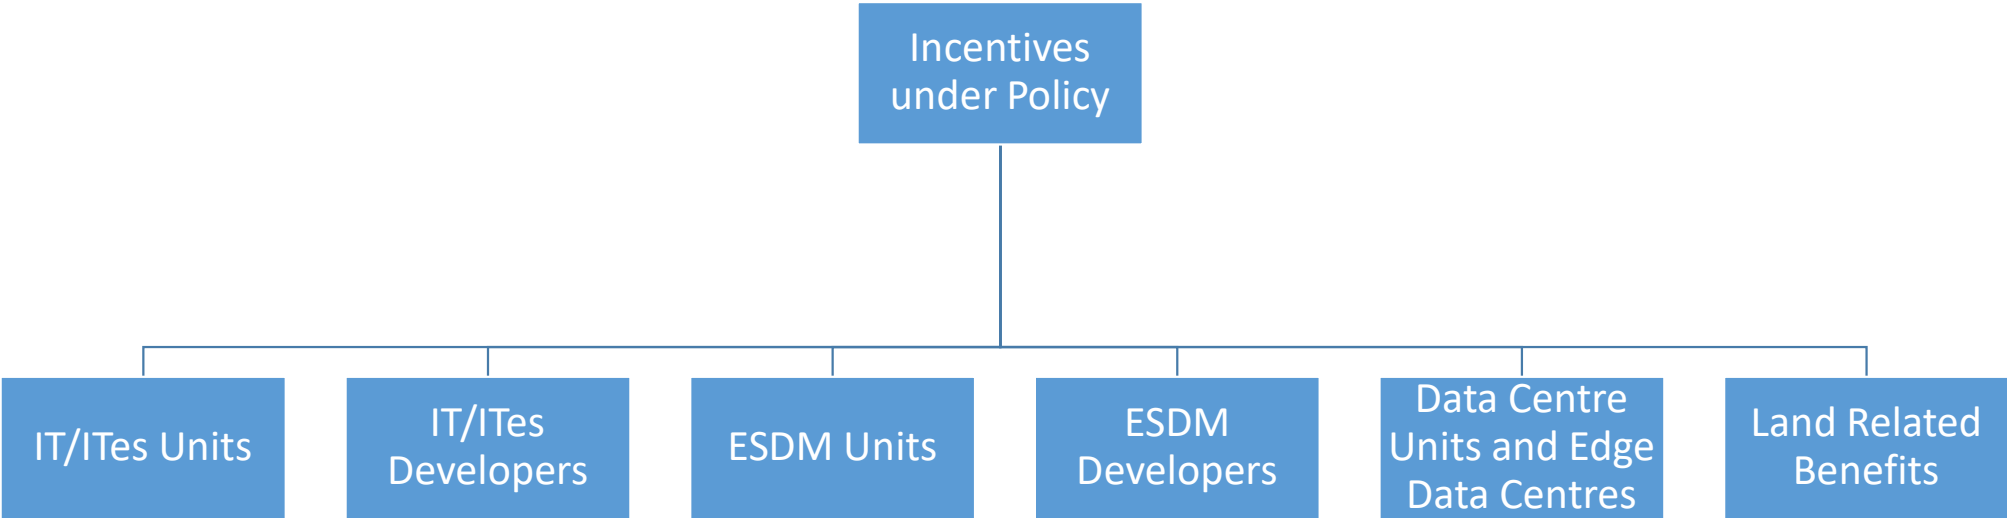 Incentives
under Policy
IT/ITes Units
IT/ITes
Developers
ESDM Units
ESDM
Developers
Data Centre
Units and Edge
Data Centres
Land Related
Benefits